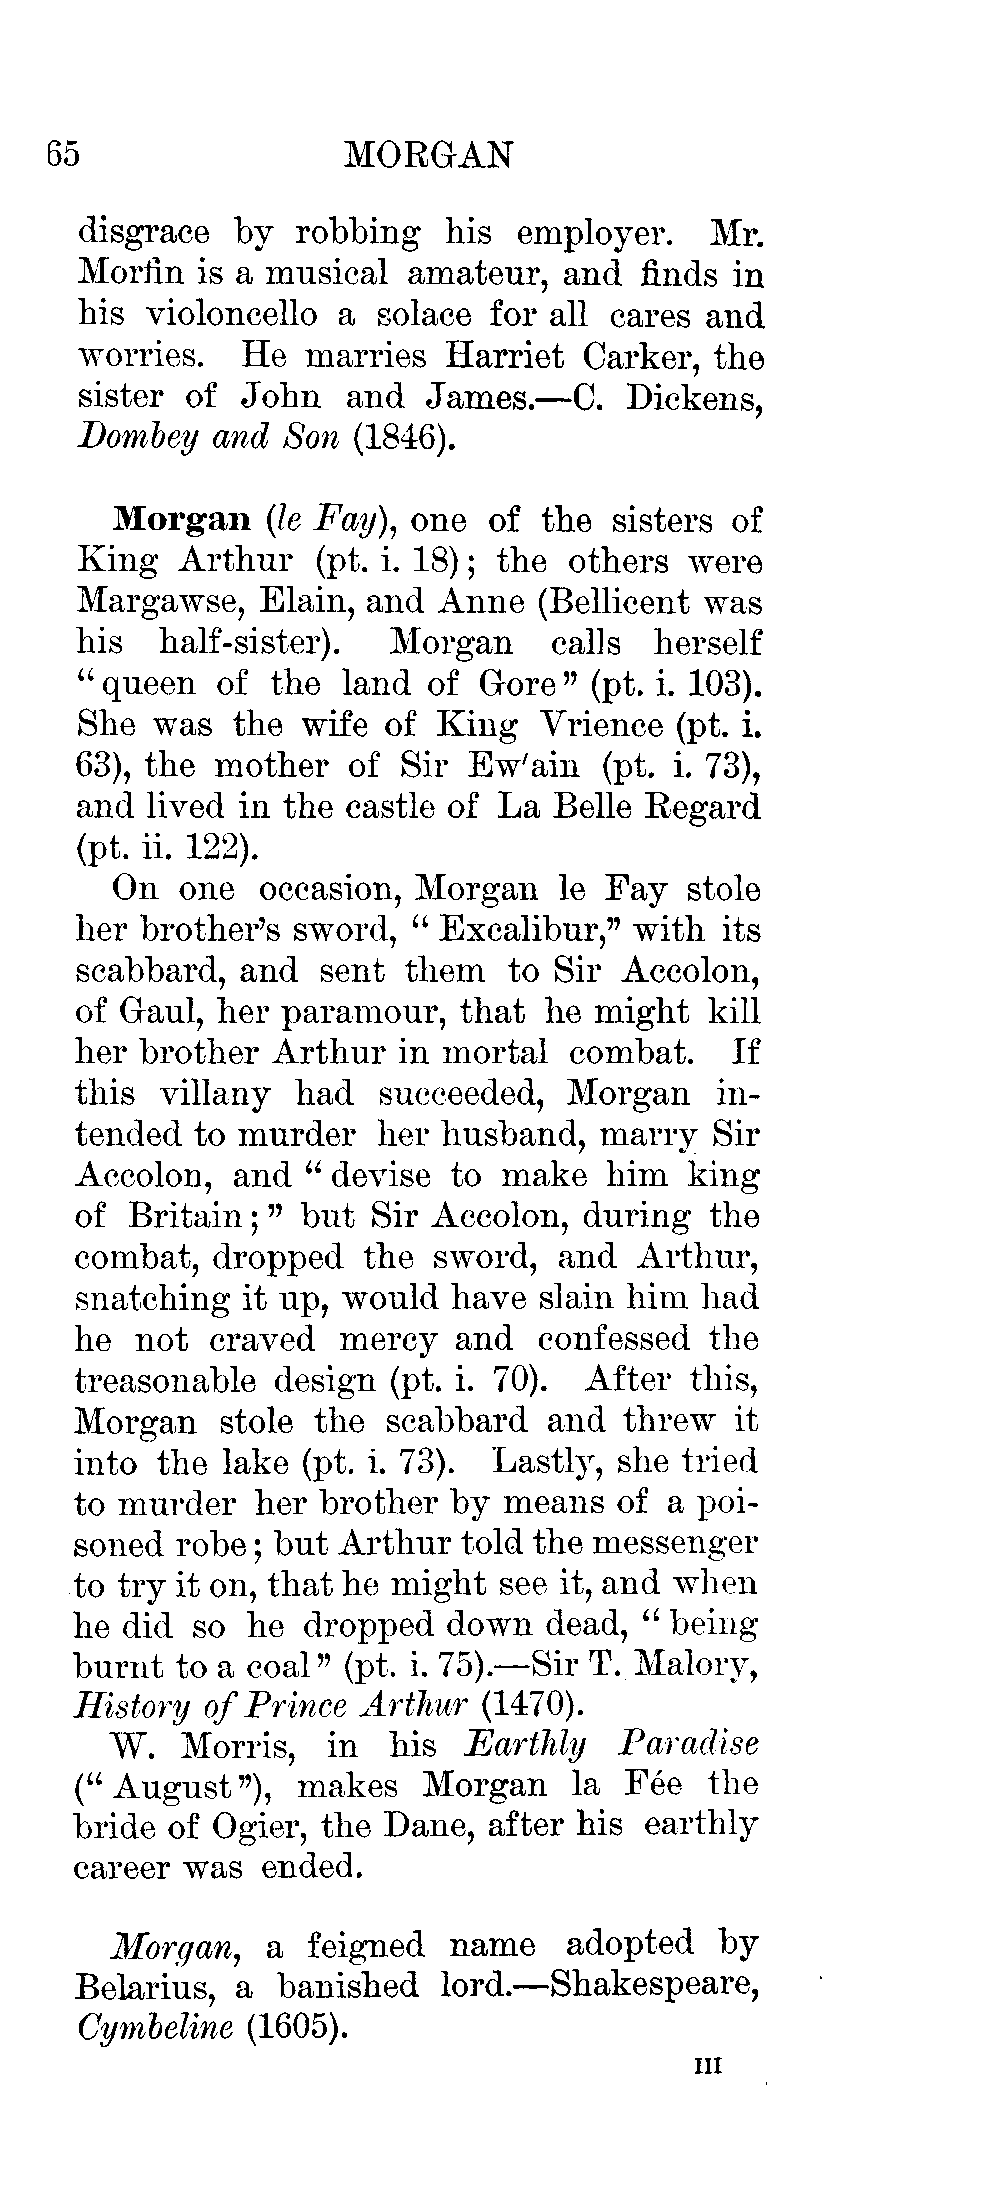 65 MORGAN
disgrace by robbing his employer. Mr.
Morfin is a musical amateur, and finds in
his violoncello a solace for all cares and
worries. He marries Harriet Carker, the
sister of John and James.—C. Dickens,
Dombey and Son (1846).
Morgan (le Fay), one of the sisters of
King Arthur (pt. i. 18); the others were
Margawse, Elain, and Anne (Bellicent was
his half-sister). Morgan calls herself
“queen of the land of Gore” (pt. i. 103).
She was the wife of King Vrience (pt. i.
63), the mother of Sir Ew'ain (pt. i. 73),
and lived in the castle of La Belle Regard
(pt. ii. 122).
On one occasion, Morgan le Fay stole
her brother’s sword, “ Excalibur,” with its
scabbard, and sent them to Sir Accolon,
of Gaul, her paramour, that he might kill
her brother Arthur in mortal combat. If
this villany had succeeded, Morgan in-
tended to murder her husband, marry Sir
Accolon, and “ devise to make him king
of Britain ; ” but Sir Accolon, during the
combat, dropped the sword, and Arthur,
snatching it up, would have slain him had
he not craved mercy and confessed the
treasonable design (pt. i. 70). After this,
Morgan stole the scabbard and threw it
into the lake (pt. i. 73). Lastly, she tried
to murder her brother by means of a poi-
soned robe; but Arthur told the messenger
to try it on, that he might see it, and when
he did so he dropped down dead, “ being
burnt to a coal” (pt. i. 75).—Sir T. Malory,
History of Prince Arthur (1470).
W. Morris, in his Earthly Paradise
(“ August”), makes Morgan la Fée the
bride of Ogier, the Dane, after his earthly
career was ended.
Morgan, a feigned name adopted by
Belarius, a banished lord.—Shakespeare,
Cymbeline (1605).
III